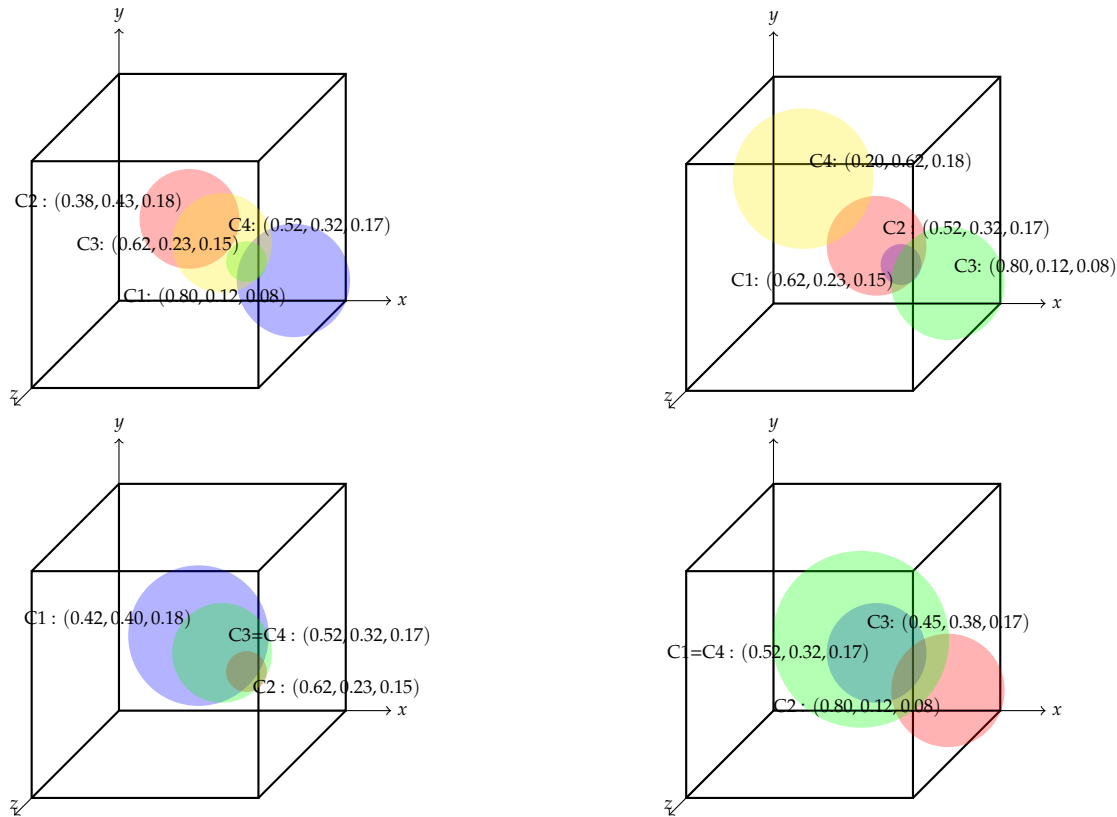 y
C2 : (0.38, 0.43, 0.18)
C4: (0.52, 0.32, 0.17)
C3: (0.62, 0.23, 0.15)
C1: (0.80, 0.12, 0.08)
x
z
y
C4: (0.20, 0.62, 0.18)
C2 : (0.52, 0.32, 0.17)
C3: (0.80, 0.12, 0.08)
C1: (0.62, 0.23, 0.15)
x
z
y
C1 : (0.42, 0.40, 0.18)
C3=C4 : (0.52, 0.32, 0.17)
C2 : (0.62, 0.23, 0.15)
x
z
y
C3: (0.45, 0.38, 0.17)
C1=C4 : (0.52, 0.32, 0.17)
C2 : (0.80, 0.12, 0.08)
x
z